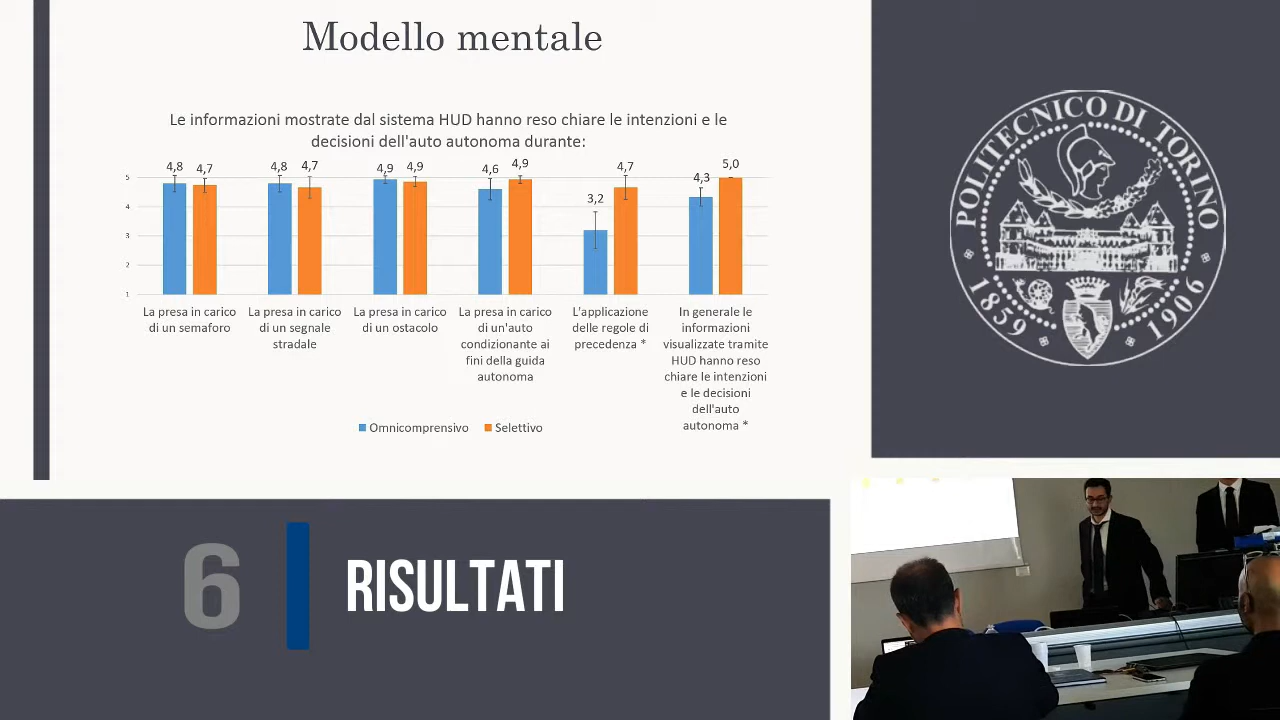 Modello mentale
Le informazioni mostrate dal sistema HUD hanno reso chiare le intenzioni e le
decisioni dell'auto autonoma durante:
4,8 4,7 4,8 4,7 4,9 4,9 4,6 4,9 3,2 4,7 4,3 5,0
5
4
3
2
1
La presa in carico
di un semaforo
La presa in carico
di un segnale
stradale
La presa in carico
di un ostacolo
La presa in carico
di un'auto
condizionante ai
fini della guida
autonoma
L'applicazione
delle regole di
precedenza *
In generale le
informazioni
visualizzate tramite
HUD hanno reso
chiare le intenzioni
e le decisioni
dell'auto
autonoma *
Omnicomprensivo Selettivo
POLITECNICO DI TORINO
1859 1906
6 RISULTATI